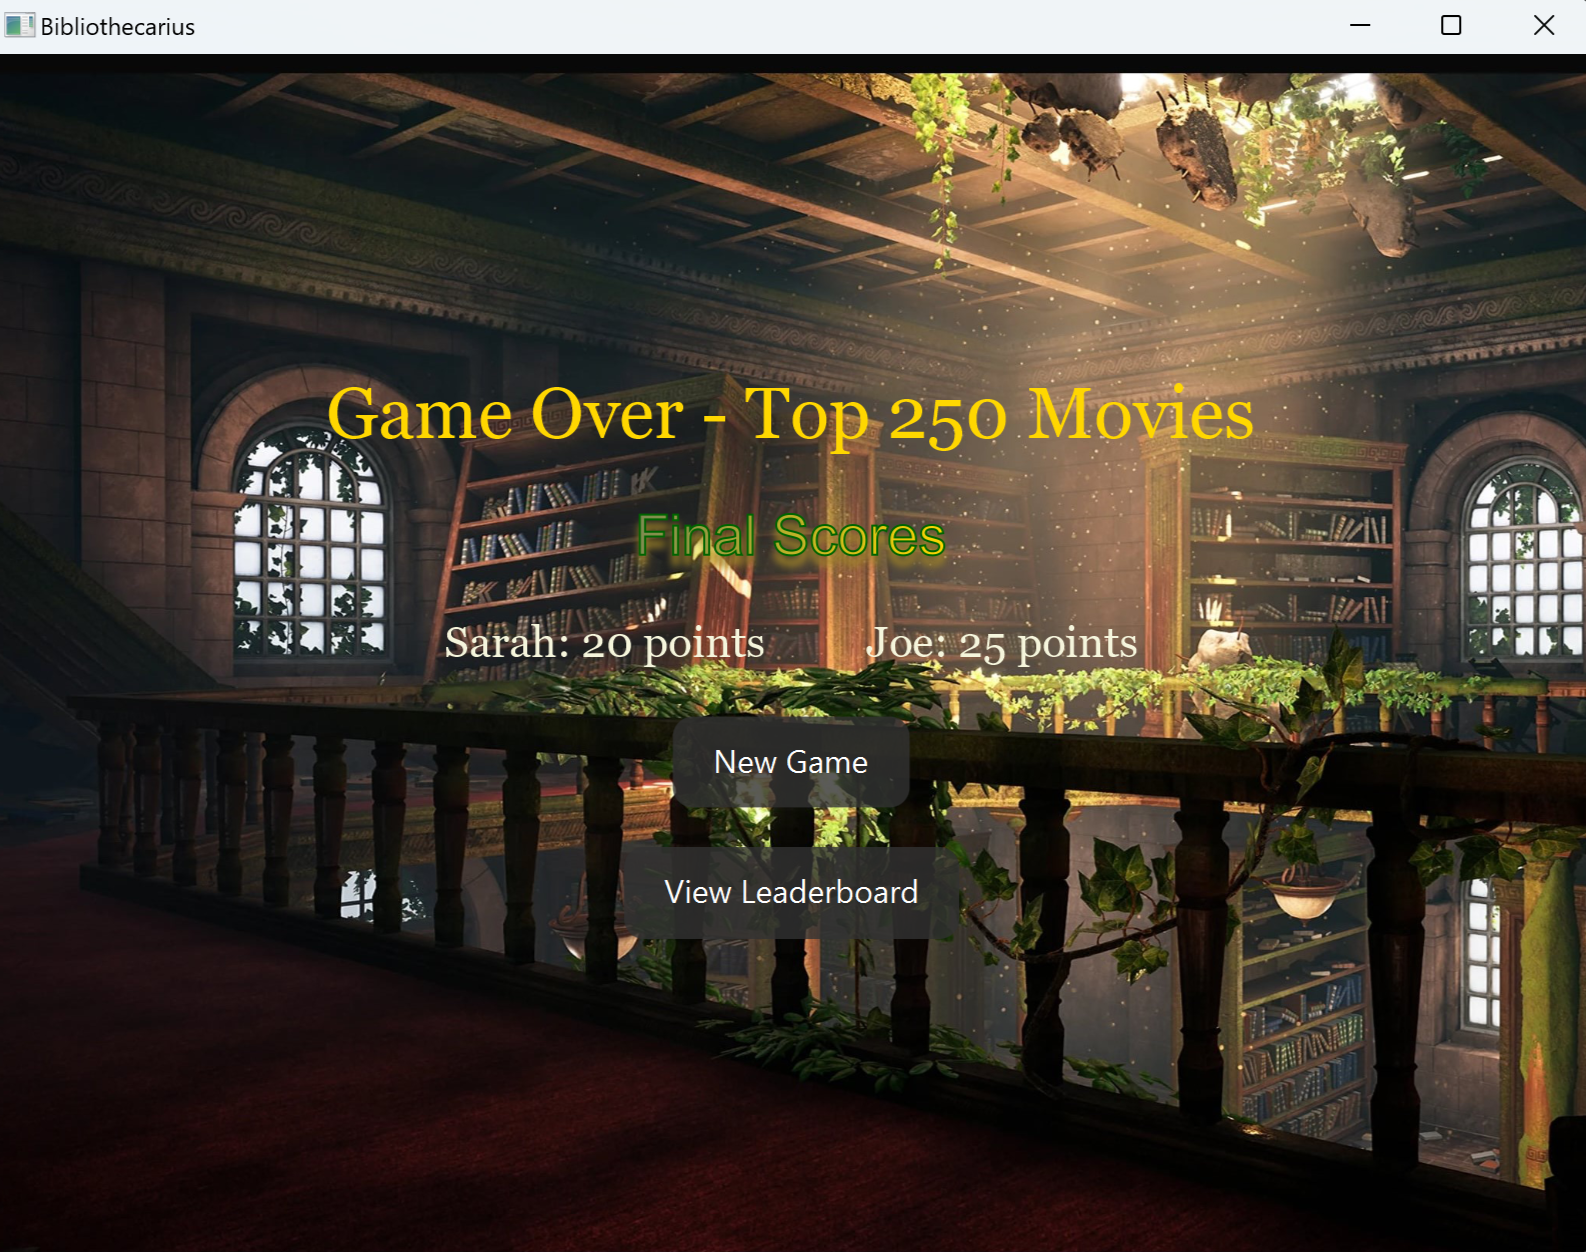 Bibliothecarius
Game Over - Top 250 Movies
Final Scores
Sarah: 20 points Joe: 25 points
New Game
View Leaderboard